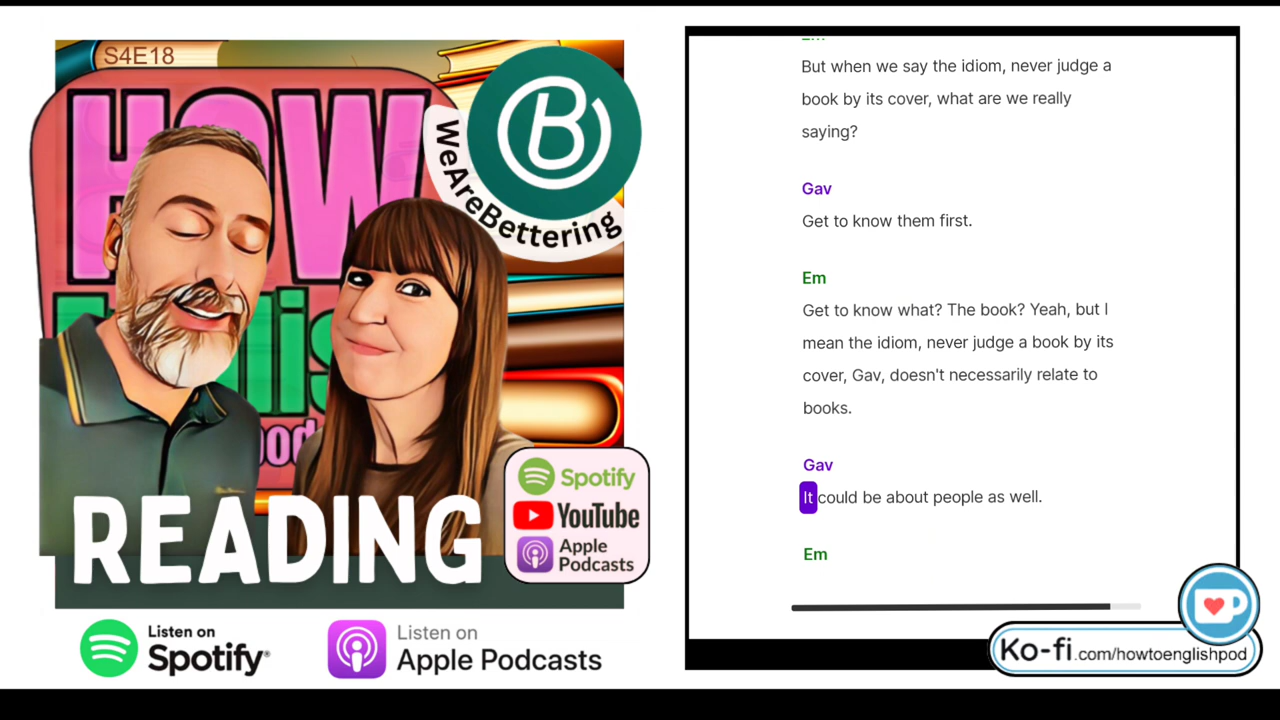 S4E18
HOW
WeAreBettering
B
READING
Spotify
YouTube
Apple
Podcasts
Listen on
Spotify
Listen on
Apple Podcasts
But when we say the idiom, never judge a
book by its cover, what are we really
saying?
Gav
Get to know them first.
Em
Get to know what? The book? Yeah, but I
mean the idiom, never judge a book by its
cover, Gav, doesn't necessarily relate to
books.
Gav
It could be about people as well.
Em
Ko-fi.com/howtoenglishpod